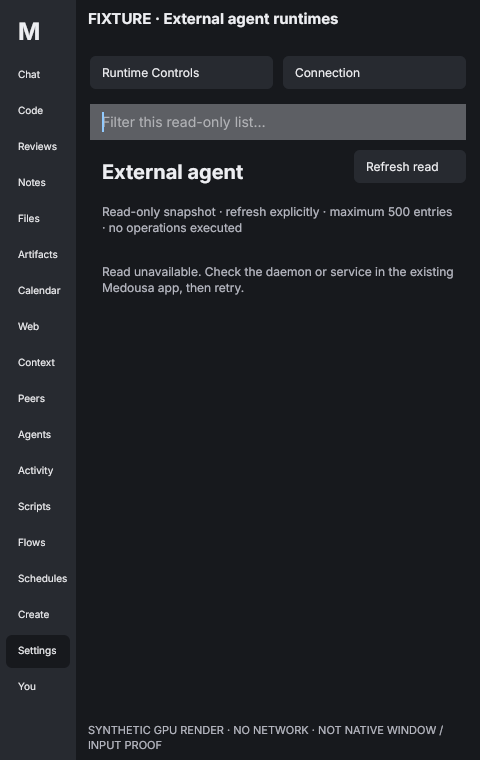 M
FIXTURE · External agent runtimes
Chat
Code
Reviews
Notes
Files
Artifacts
Calendar
Web
Context
Peers
Agents
Activity
Scripts
Flows
Schedules
Create
Settings
You
Runtime Controls
Connection
Filter this read-only list...
External agent
Refresh read
Read-only snapshot · refresh explicitly · maximum 500 entries
· no operations executed
Read unavailable. Check the daemon or service in the existing
Medousa app, then retry.
SYNTHETIC GPU RENDER · NO NETWORK · NOT NATIVE WINDOW /
INPUT PROOF